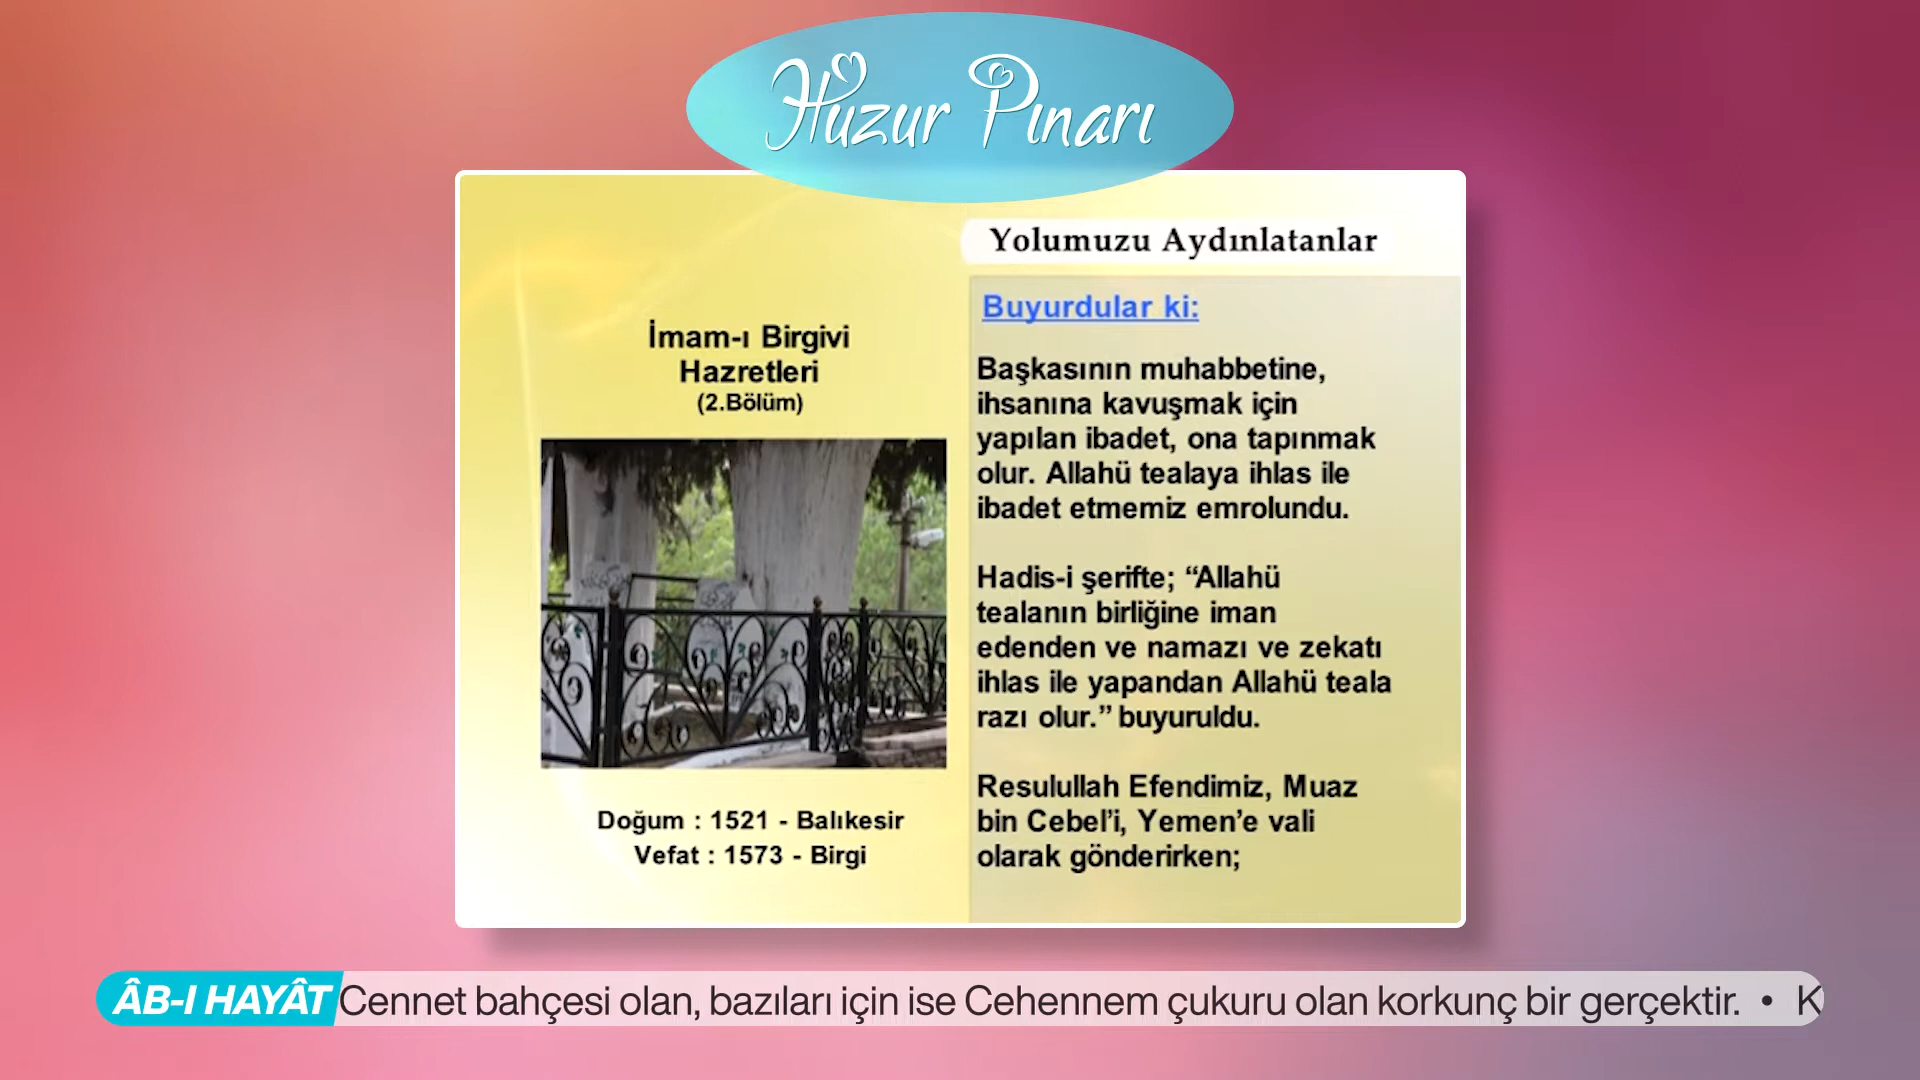 Huzur Pınarı
Yolumuzu Aydınlatanlar
İmam-ı Birgivi
Hazretleri
(2.Bölüm)
Doğum : 1521 - Balıkesir
Vefat : 1573 - Birgi
Buyurdular ki:
Başkasının muhabbetine,
ihsanına kavuşmak için
yapılan ibadet, ona tapınmak
olur. Allahü tealaya ihlas ile
ibadet etmemiz emrolundu.
Hadis-i şerifte; “Allahü
tealanın birliğine iman
edenden ve namazı ve zekatı
ihlas ile yapandan Allahü teala
razı olur.” buyuruldu.
Resulullah Efendimiz, Muaz
bin Cebel’i, Yemen’e vali
olarak gönderirken;
ÂB-I HAYÂT Cennet bahçesi olan, bazıları için ise Cehennem çukuru olan korkunç bir gerçektir. • K